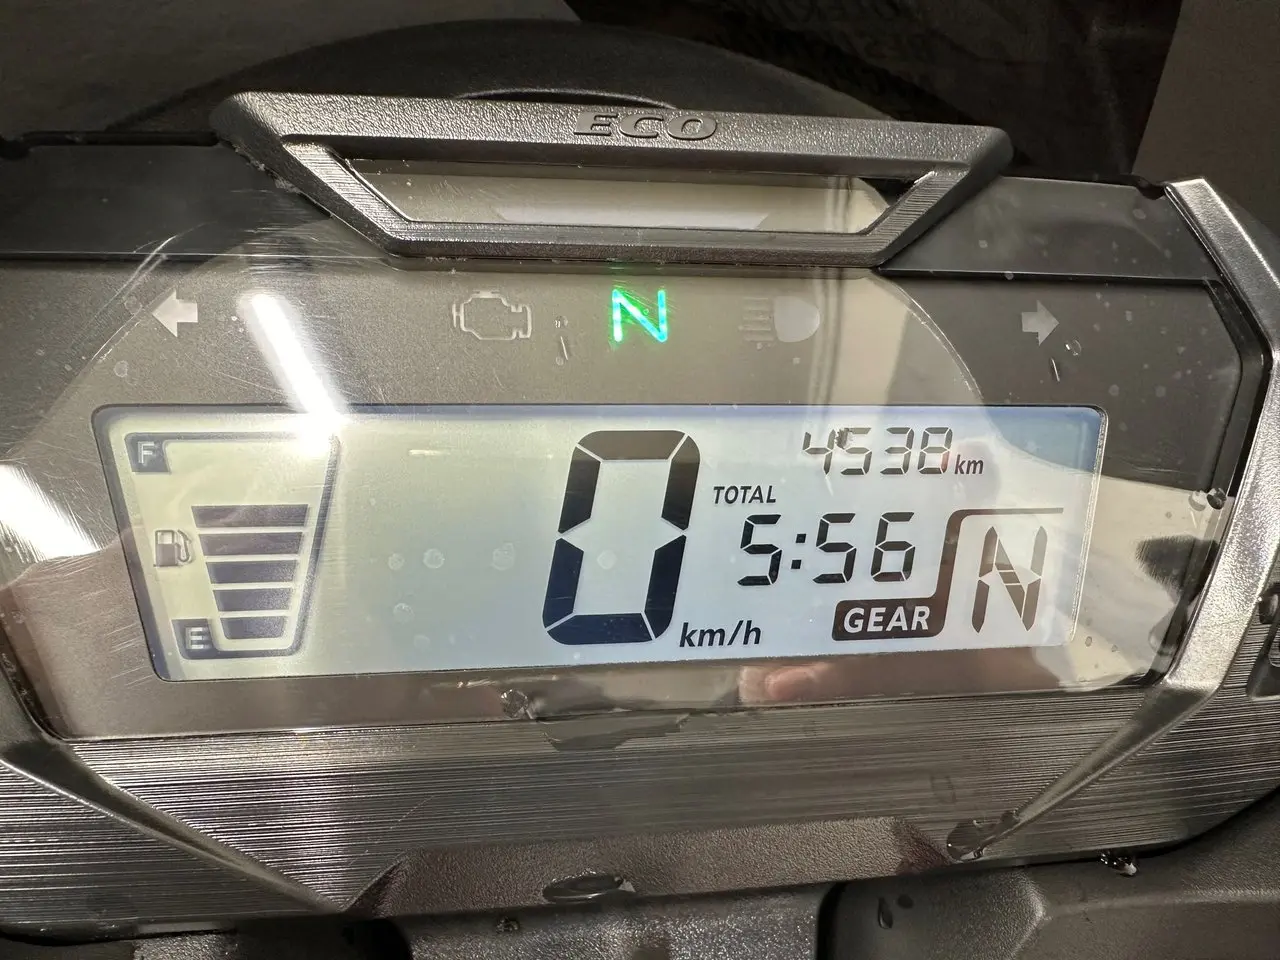 ECO
N
F
4538 km
TOTAL
5:56
0 km/h
GEAR N
E